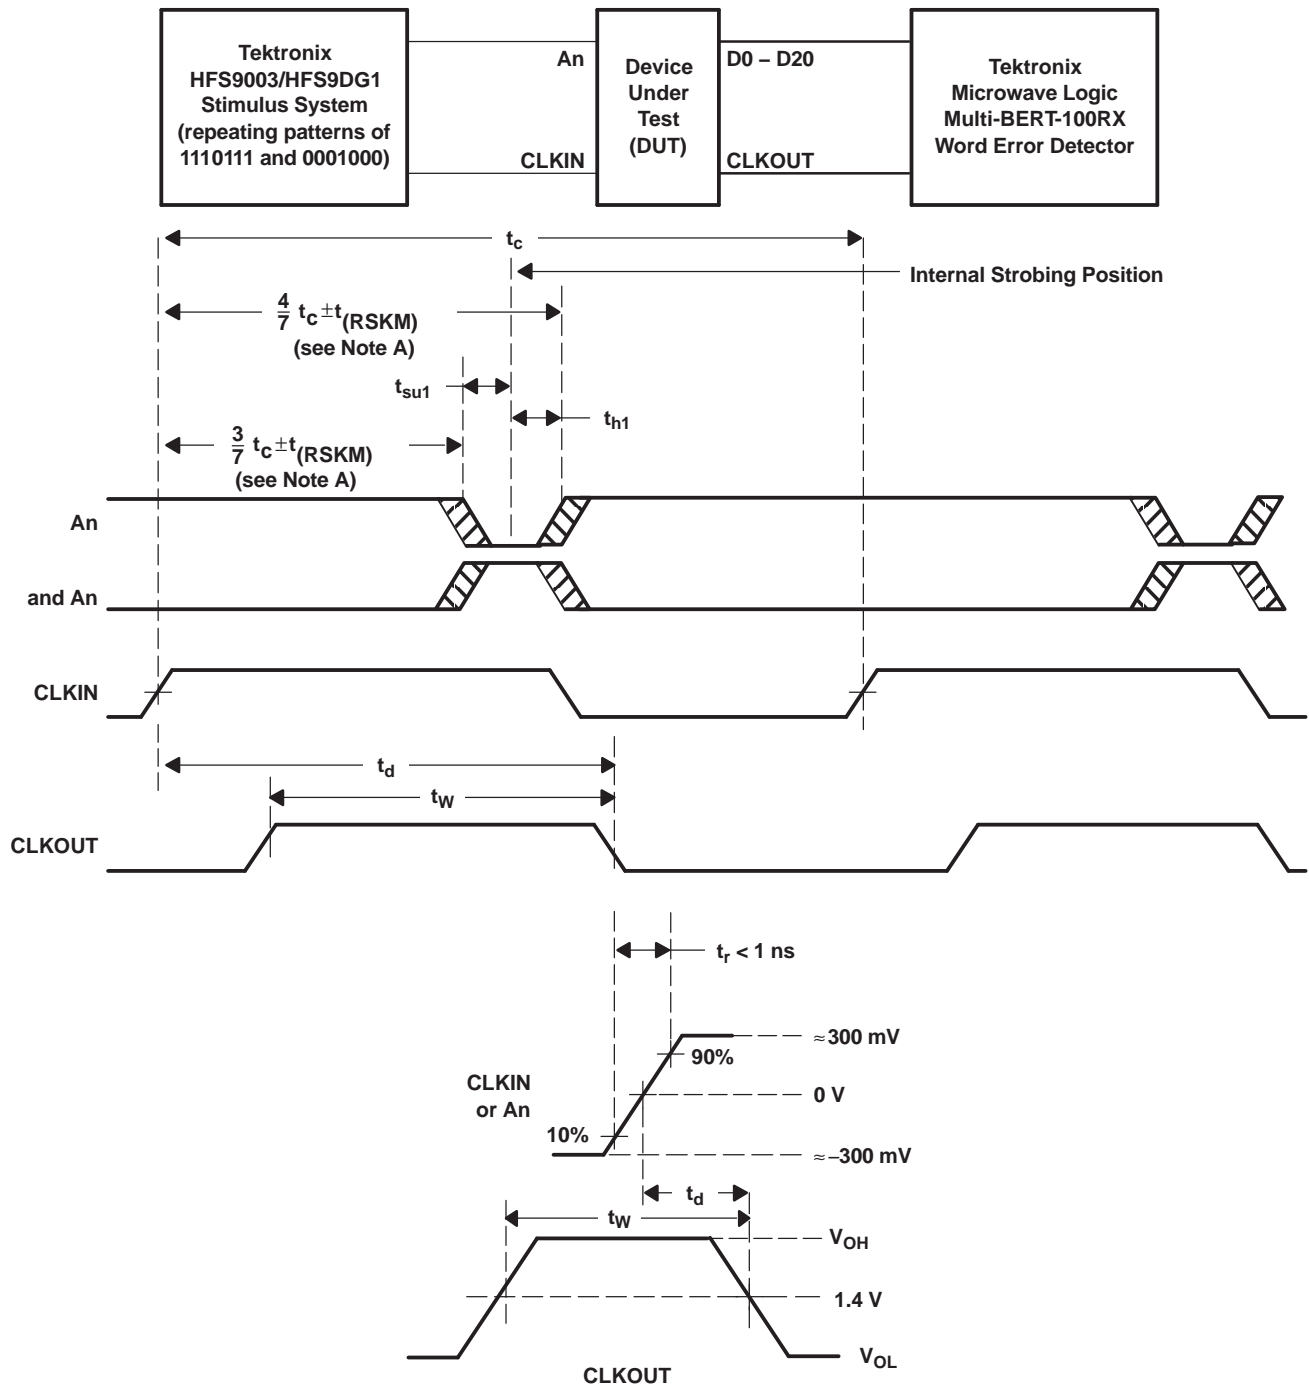 Tektronix
HFS9003/HFS9DG1
Stimulus System
(repeating patterns of
1110111 and 0001000)
An
CLKIN
Device
Under
Test
(DUT)
D0 – D20
CLKOUT
Tektronix
Microwave Logic
Multi-BERT-100RX
Word Error Detector
tc
Internal Strobing Position
4/7 tc ±t(RSKM)
(see Note A)
tsu1
th1
3/7 tc ±t(RSKM)
(see Note A)
An
and An
CLKIN
td
tW
CLKOUT
tr < 1 ns
≈300 mV
90%
CLKIN
or An
0 V
10%
≈–300 mV
td
tW
VOH
1.4 V
VOL
CLKOUT